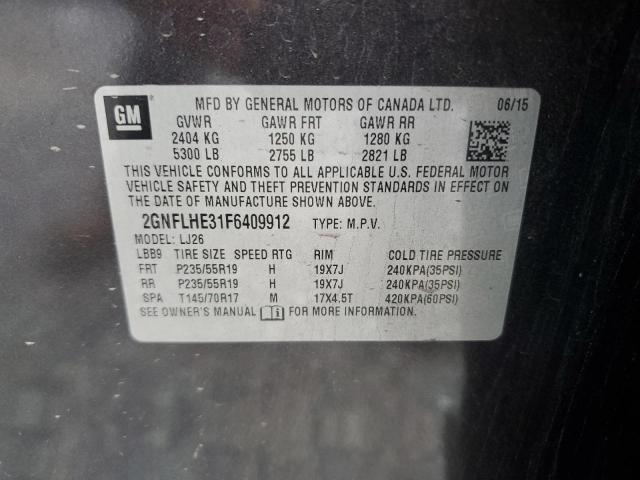 GM
MFD BY GENERAL MOTORS OF CANADA LTD. 06/15
GVWR GAWR FRT GAWR RR
2404 KG 1250 KG 1280 KG
5300 LB 2755 LB 2821 LB
THIS VEHICLE CONFORMS TO ALL APPLICABLE U.S. FEDERAL MOTOR
VEHICLE SAFETY AND THEFT PREVENTION STANDARDS IN EFFECT ON
THE DATE OF MANUFACTURE SHOWN ABOVE.
2GNFLHE31F6409912 TYPE: M.P.V.
MODEL: LJ26
LBB9 TIRE SIZE SPEED RTG RIM COLD TIRE PRESSURE
FRT P235/55R19 H 19X7J 240KPA(35PSI)
RR P235/55R19 H 19X7J 240KPA(35PSI)
SPA T145/70R17 M 17X4.5T 420KPA(60PSI)
SEE OWNER'S MANUAL FOR MORE INFORMATION.